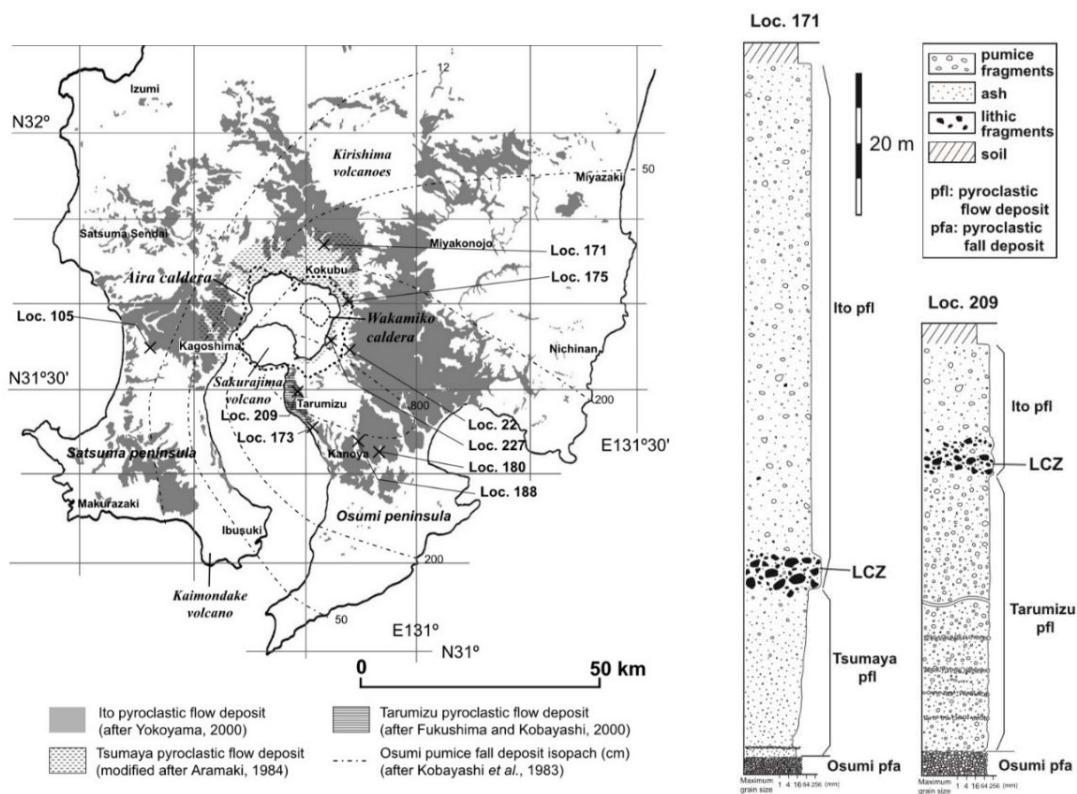 Izumi
12
N32º
Kirishima
volcanoes
50
Miyazaki
Satsuma Sendai
Miyakonojo
Loc. 171
Kokubu
Aira caldera
Loc. 175
Loc. 105
Wakamiko
caldera
Kagoshima
Nichinan
N31º30'
Sakurajima
volcano
Tarumizu
800
200
Loc. 209
Loc. 22
E131º30'
Loc. 173
Loc. 227
Kanoya
Loc. 180
Satsuma peninsula
Loc. 188
Makurazaki
Osumi peninsula
Ibusuki
200
Kaimondake
volcano
50
E131º
N31º
0
50 km
Ito pyroclastic flow deposit
(after Yokoyama, 2000)
Tsumaya pyroclastic flow deposit
(modified after Aramaki, 1984)
Tarumizu pyroclastic flow deposit
(after Fukushima and Kobayashi, 2000)
Osumi pumice fall deposit isopach (cm)
(after Kobayashi et al., 1983)
Loc. 171
20 m
Ito pfl
LCZ
Tsumaya
pfl
Osumi pfa
Maximum
grain size
1 4 16 64 256 (mm)
pumice
fragments
ash
lithic
fragments
soil
pfl: pyroclastic
flow deposit
pfa: pyroclastic
fall deposit
Loc. 209
Ito pfl
LCZ
Tarumizu
pfl
Osumi pfa
Maximum
grain size
1 4 16 64 256 (mm)